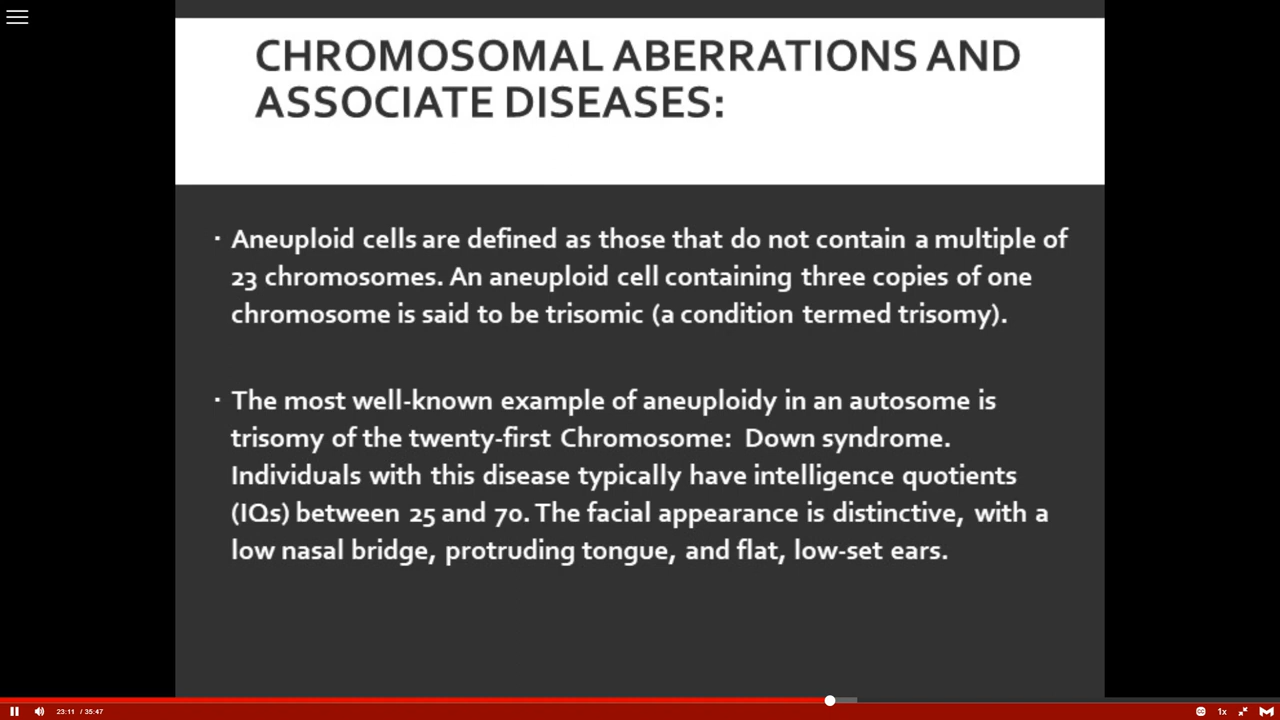 CHROMOSOMAL ABERRATIONS AND
ASSOCIATE DISEASES:
▪ Aneuploid cells are defined as those that do not contain a multiple of
23 chromosomes. An aneuploid cell containing three copies of one
chromosome is said to be trisomic (a condition termed trisomy).
▪ The most well-known example of aneuploidy in an autosome is
trisomy of the twenty-first Chromosome: Down syndrome.
Individuals with this disease typically have intelligence quotients
(IQs) between 25 and 70. The facial appearance is distinctive, with a
low nasal bridge, protruding tongue, and flat, low-set ears.
23:11 / 35:47
1x